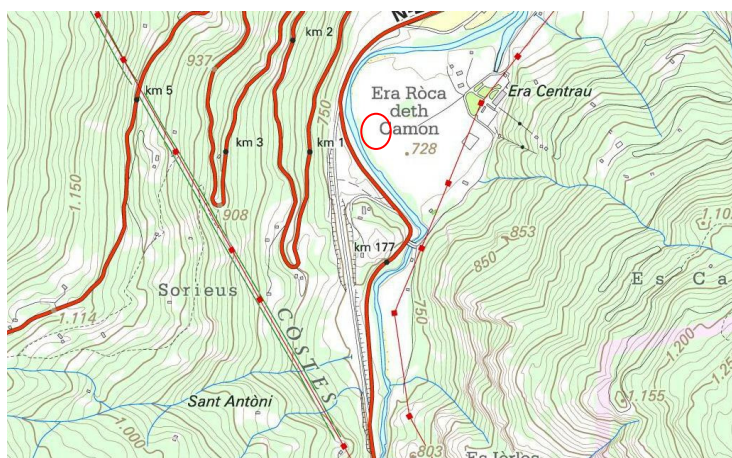 km 2
937
km 5
Era Ròca
deth
Camon
Era Centrau
750
km 3
km 1
728
1.150
908
853
850
km 177
Sorieus
Es Ca
750
1.114
CÒSTES
1.200
1.155
Sant Antòni
1.000
803